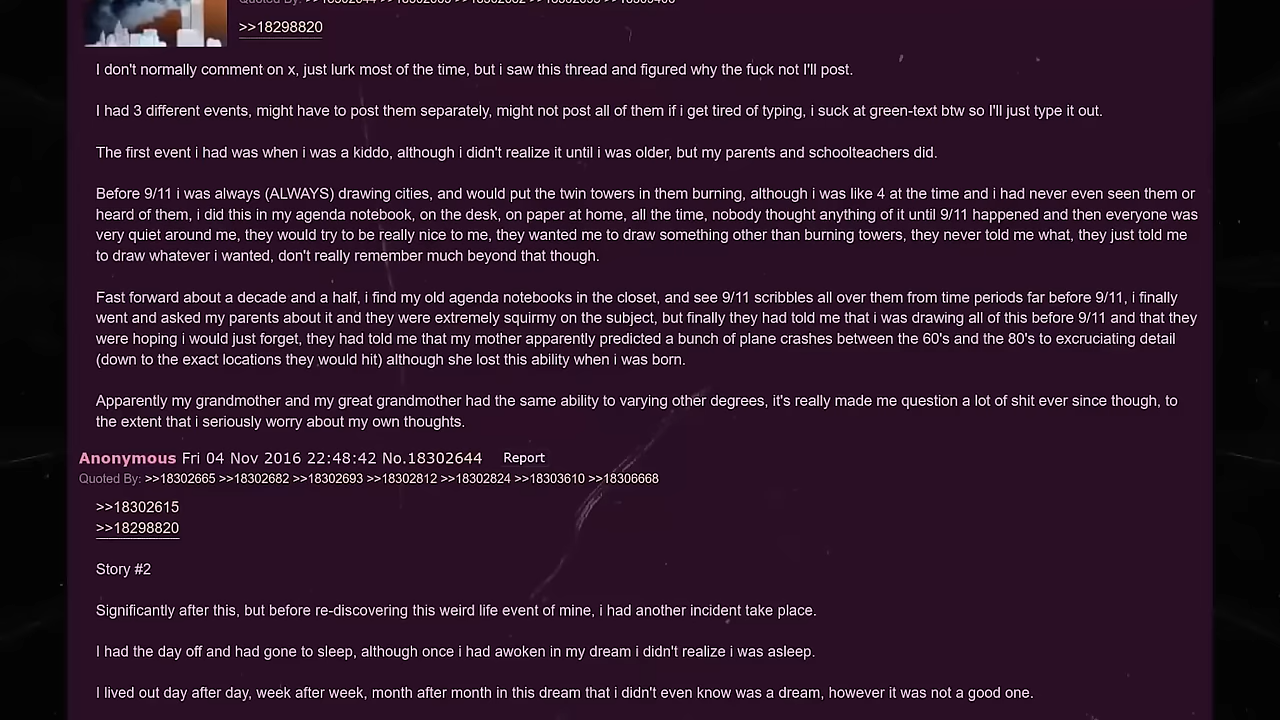 >>18298820
I don't normally comment on x, just lurk most of the time, but i saw this thread and figured why the fuck not I'll post.
I had 3 different events, might have to post them separately, might not post all of them if i get tired of typing, i suck at green-text btw so I'll just type it out.
The first event i had was when i was a kiddo, although i didn't realize it until i was older, but my parents and schoolteachers did.
Before 9/11 i was always (ALWAYS) drawing cities, and would put the twin towers in them burning, although i was like 4 at the time and i had never even seen them or
heard of them, i did this in my agenda notebook, on the desk, on paper at home, all the time, nobody thought anything of it until 9/11 happened and then everyone was
very quiet around me, they would try to be really nice to me, they wanted me to draw something other than burning towers, they never told me what, they just told me
to draw whatever i wanted, don't really remember much beyond that though.
Fast forward about a decade and a half, i find my old agenda notebooks in the closet, and see 9/11 scribbles all over them from time periods far before 9/11, i finally
went and asked my parents about it and they were extremely squirmy on the subject, but finally they had told me that i was drawing all of this before 9/11 and that they
were hoping i would just forget, they had told me that my mother apparently predicted a bunch of plane crashes between the 60's and the 80's to excruciating detail
(down to the exact locations they would hit) although she lost this ability when i was born.
Apparently my grandmother and my great grandmother had the same ability to varying other degrees, it's really made me question a lot of shit ever since though, to
the extent that i seriously worry about my own thoughts.
Anonymous Fri 04 Nov 2016 22:48:42 No.18302644 Report
Quoted By: >>18302665 >>18302682 >>18302693 >>18302812 >>18302824 >>18303610 >>18306668
>>18302615
>>18298820
Story #2
Significantly after this, but before re-discovering this weird life event of mine, i had another incident take place.
I had the day off and had gone to sleep, although once i had awoken in my dream i didn't realize i was asleep.
I lived out day after day, week after week, month after month in this dream that i didn't even know was a dream, however it was not a good one.